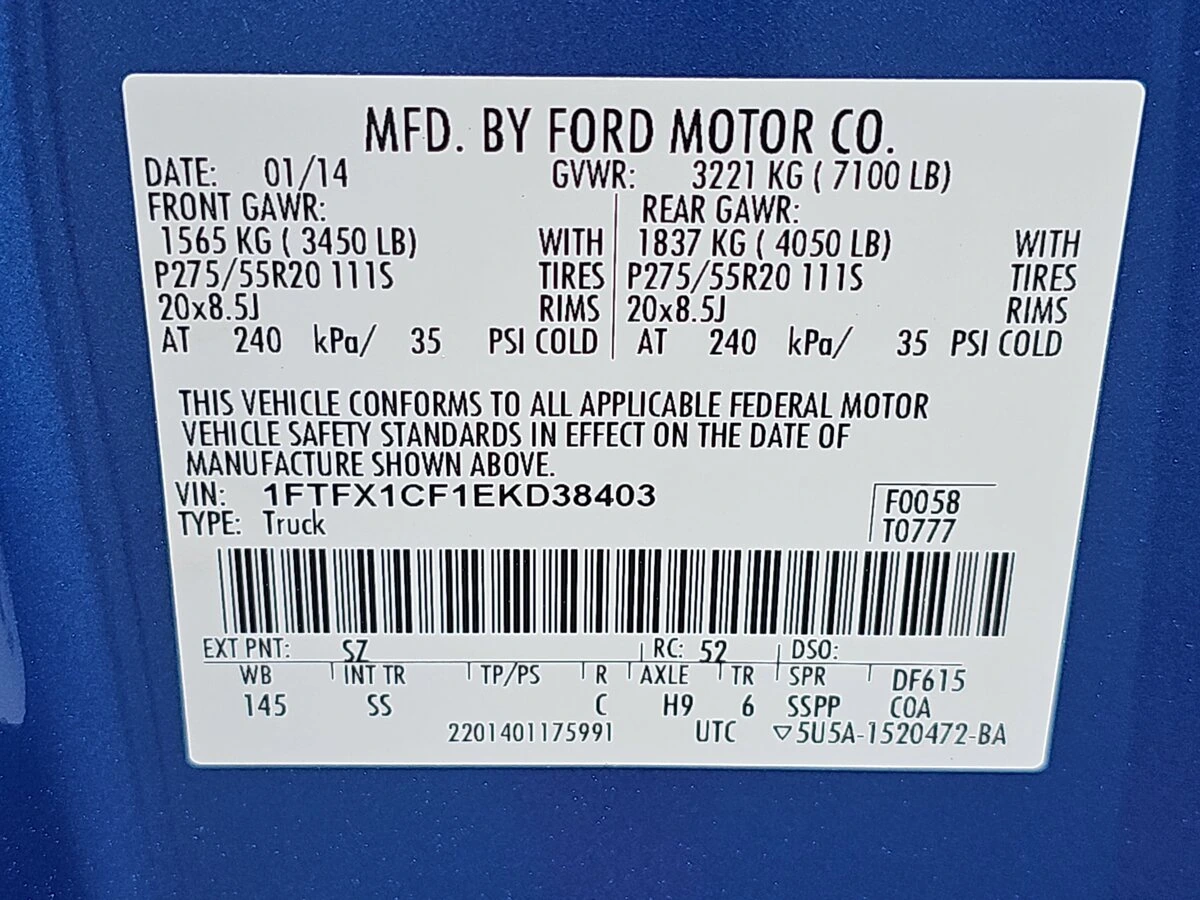 MFD. BY FORD MOTOR CO.
DATE: 01/14 GVWR: 3221 KG ( 7100 LB)
FRONT GAWR: REAR GAWR:
1565 KG ( 3450 LB) WITH 1837 KG ( 4050 LB) WITH
P275/55R20 111S TIRES P275/55R20 111S TIRES
20x8.5J RIMS 20x8.5J RIMS
AT 240 kPa/ 35 PSI COLD AT 240 kPa/ 35 PSI COLD
THIS VEHICLE CONFORMS TO ALL APPLICABLE FEDERAL MOTOR
VEHICLE SAFETY STANDARDS IN EFFECT ON THE DATE OF
MANUFACTURE SHOWN ABOVE.
VIN: 1FTFX1CF1EKD38403 F0058
TYPE: Truck T0777
EXT PNT: SZ RC: 52 DSO:
WB INT TR TP/PS R AXLE TR SPR DF615
145 SS C H9 6 SSPP COA
2201401175991 UTC ▽5U5A-1520472-BA